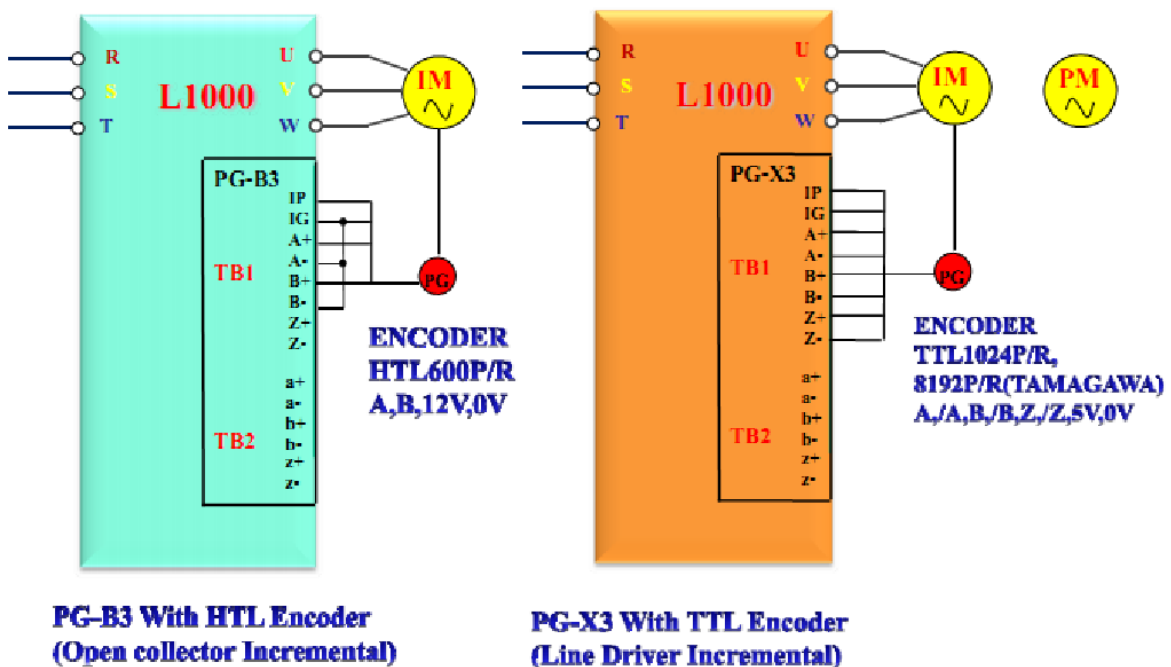 R
U
S
L1000
V
IM
T
W
PG-B3
IP
IG
A+
A-
TB1
B+
PG
B-
Z+
Z-
ENCODER
HTL600P/R
A,B,12V,0V
a+
a-
b+
TB2
b-
z+
z-
PG-B3 With HTL Encoder
(Open collector Incremental)
R
U
S
L1000
V
IM
PM
T
W
PG-X3
IP
IG
A+
A-
TB1
B+
PG
B-
Z+
Z-
ENCODER
TTL1024P/R,
8192P/R(TAMAGAWA)
A,/A,B,/B,Z,/Z,5V,0V
a+
a-
b+
TB2
b-
z+
z-
PG-X3 With TTL Encoder
(Line Driver Incremental)